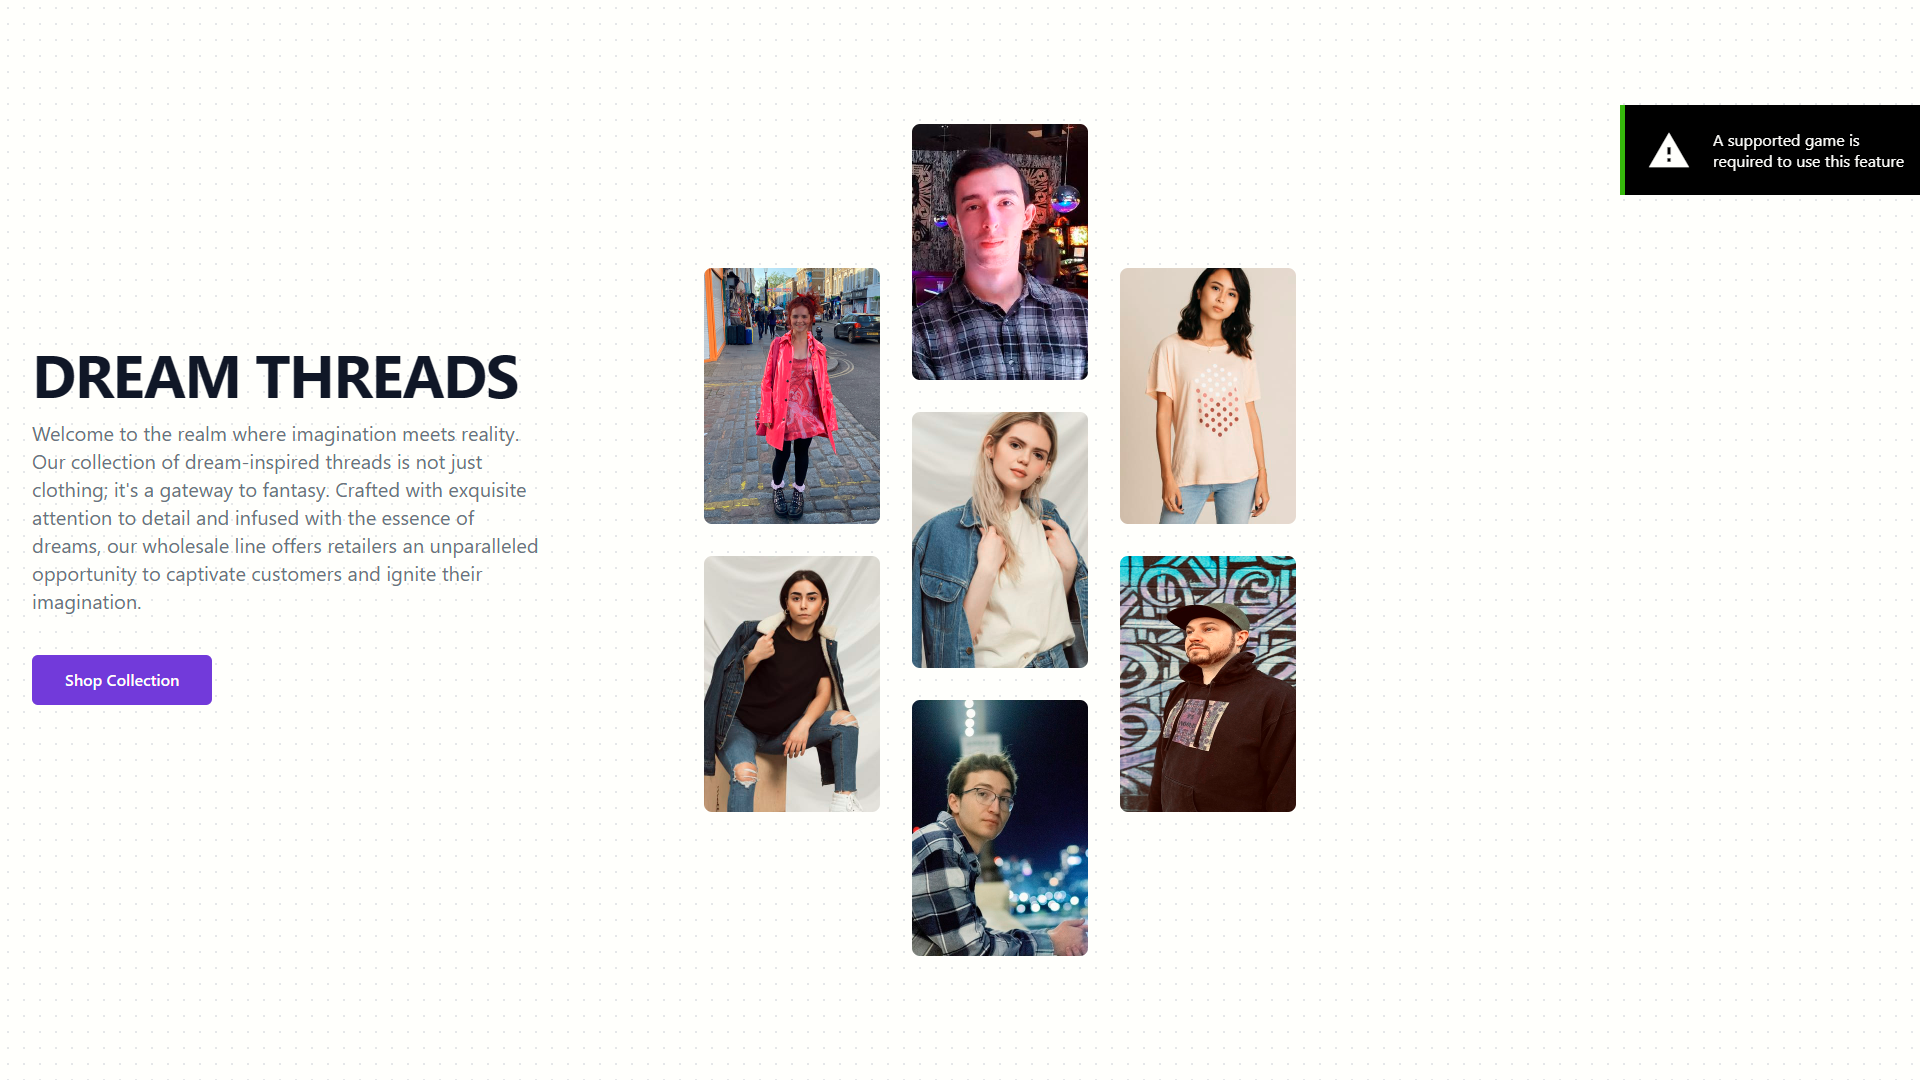 DREAM THREADS
Welcome to the realm where imagination meets reality.
Our collection of dream-inspired threads is not just
clothing; it's a gateway to fantasy. Crafted with exquisite
attention to detail and infused with the essence of
dreams, our wholesale line offers retailers an unparalleled
opportunity to captivate customers and ignite their
imagination.
Shop Collection
A supported game is
required to use this feature